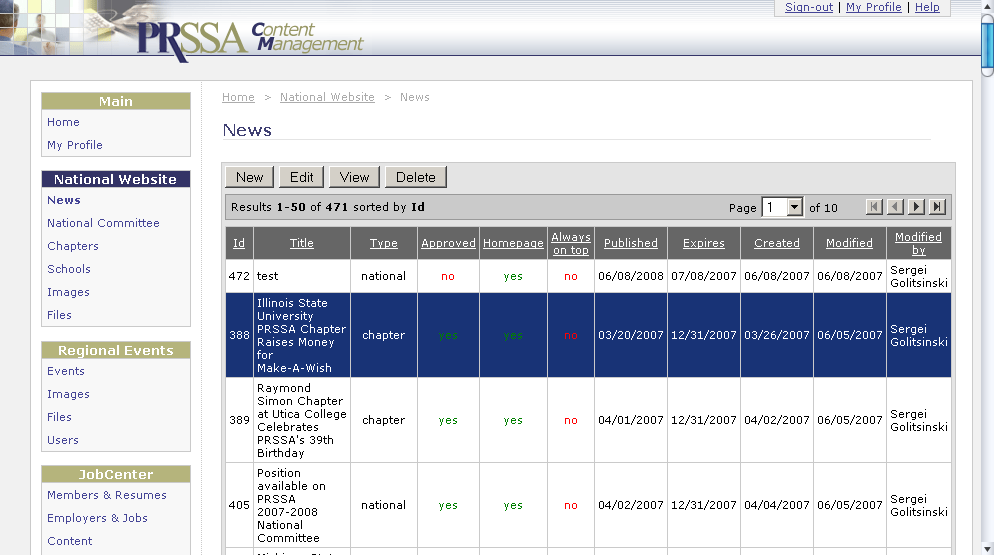 Sign-out | My Profile | Help
PRSSA Content Management
Main
Home
My Profile
National Website
News
National Committee
Chapters
Schools
Images
Files
Regional Events
Events
Images
Files
Users
JobCenter
Members & Resumes
Employers & Jobs
Content
Home > National Website > News
News
New Edit View Delete
Results 1-50 of 471 sorted by Id
Page 1 of 10
Id Title Type Approved Homepage Always on top Published Expires Created Modified Modified by
472 test national no yes no 06/08/2008 07/08/2007 06/08/2007 06/08/2007 Sergei Golitsinski
388 Illinois State University PRSSA Chapter Raises Money for Make-A-Wish chapter yes yes no 03/20/2007 12/31/2007 03/26/2007 06/05/2007 Sergei Golitsinski
389 Raymond Simon Chapter at Utica College Celebrates PRSSA's 39th Birthday chapter yes yes no 04/01/2007 12/31/2007 04/02/2007 06/05/2007 Sergei Golitsinski
405 Position available on PRSSA 2007-2008 National Committee national yes yes no 04/02/2007 12/31/2007 04/04/2007 06/05/2007 Sergei Golitsinski